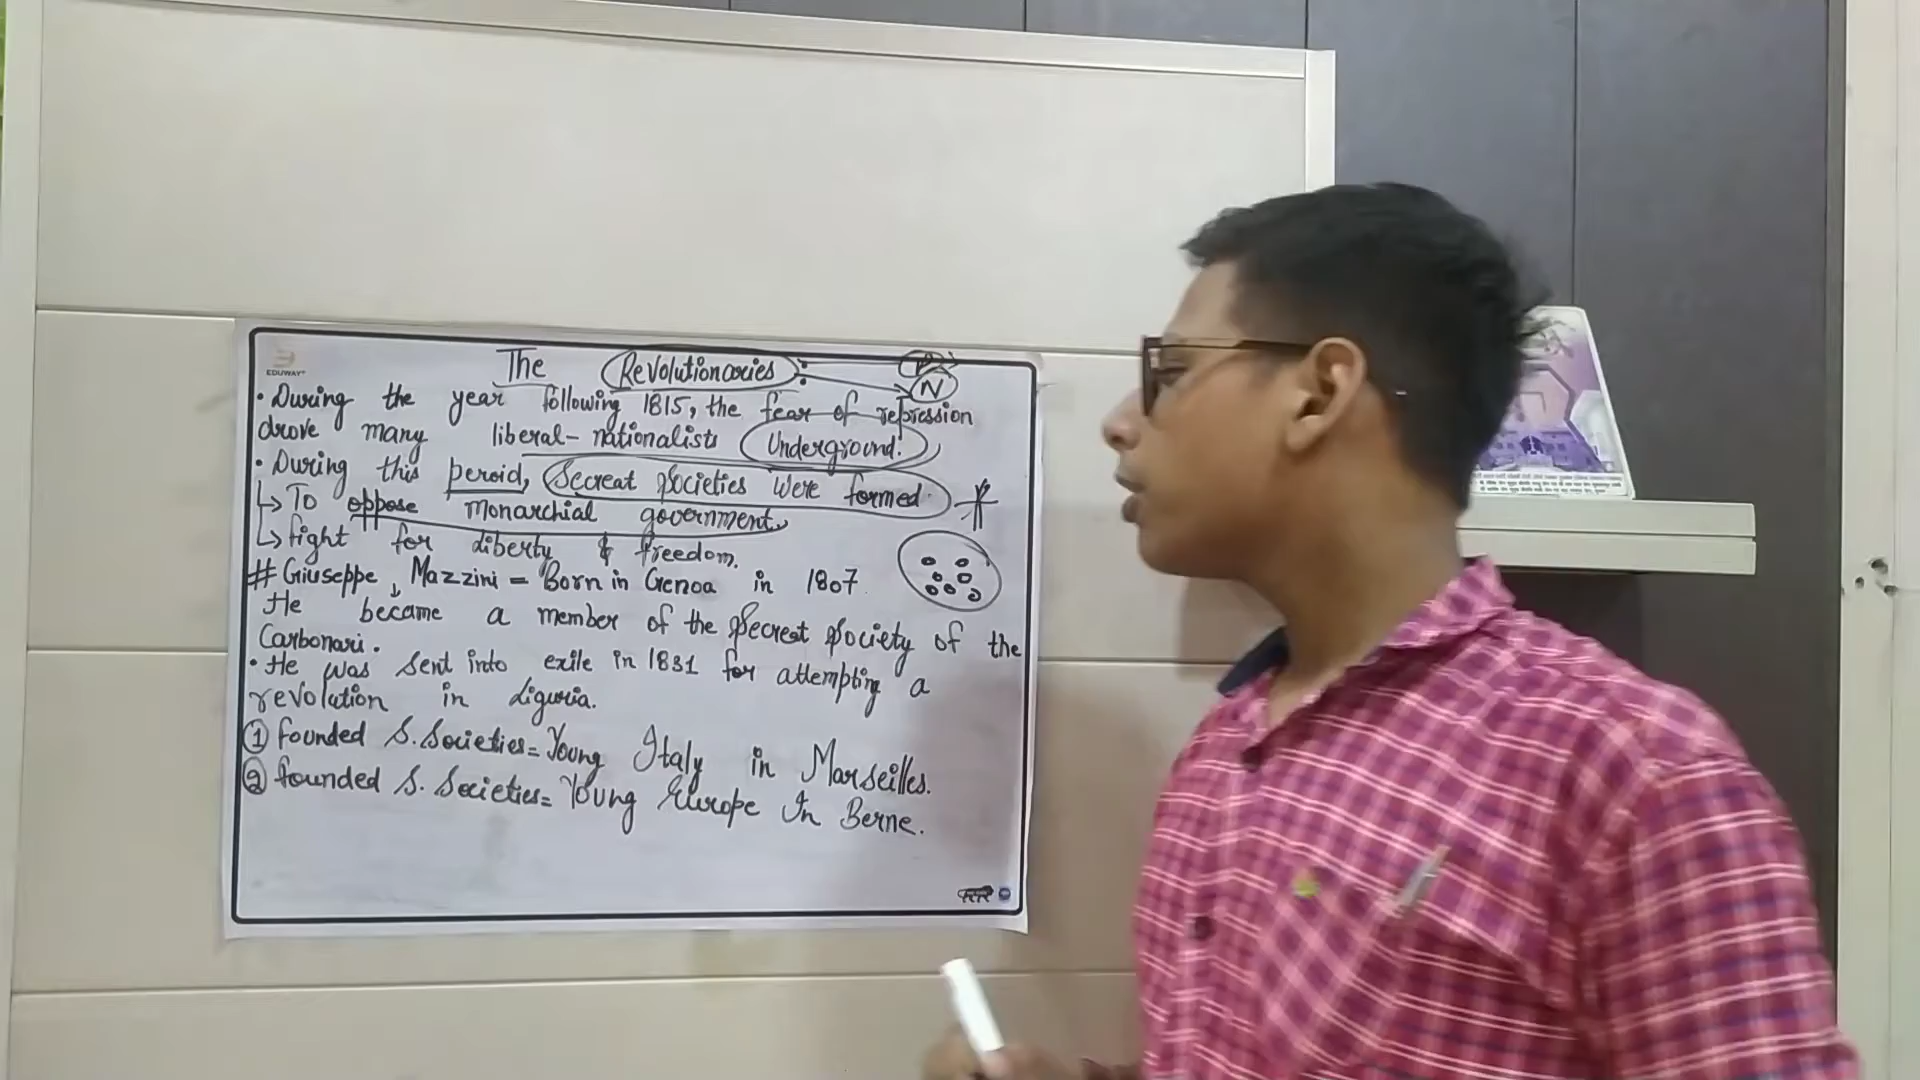 EDUWAY
The Revolutionaries
N
• During the year following 1815, the fear of repression
drove many liberal-nationalists Underground.
• During this peroid, Secreat Societies were formed.
↳ To oppose monarchial government
↳ fight for Liberty & freedom.
# Giuseppe Mazzini = Born in Genoa in 1807
He became a member of the Secreat Society of the
Carbonari.
• He was sent into exile in 1831 for attempting a
revolution in Liguria.
① founded S. Societies = Young Italy in Marseilles.
② founded S. Societies = Young Europe In Berne.